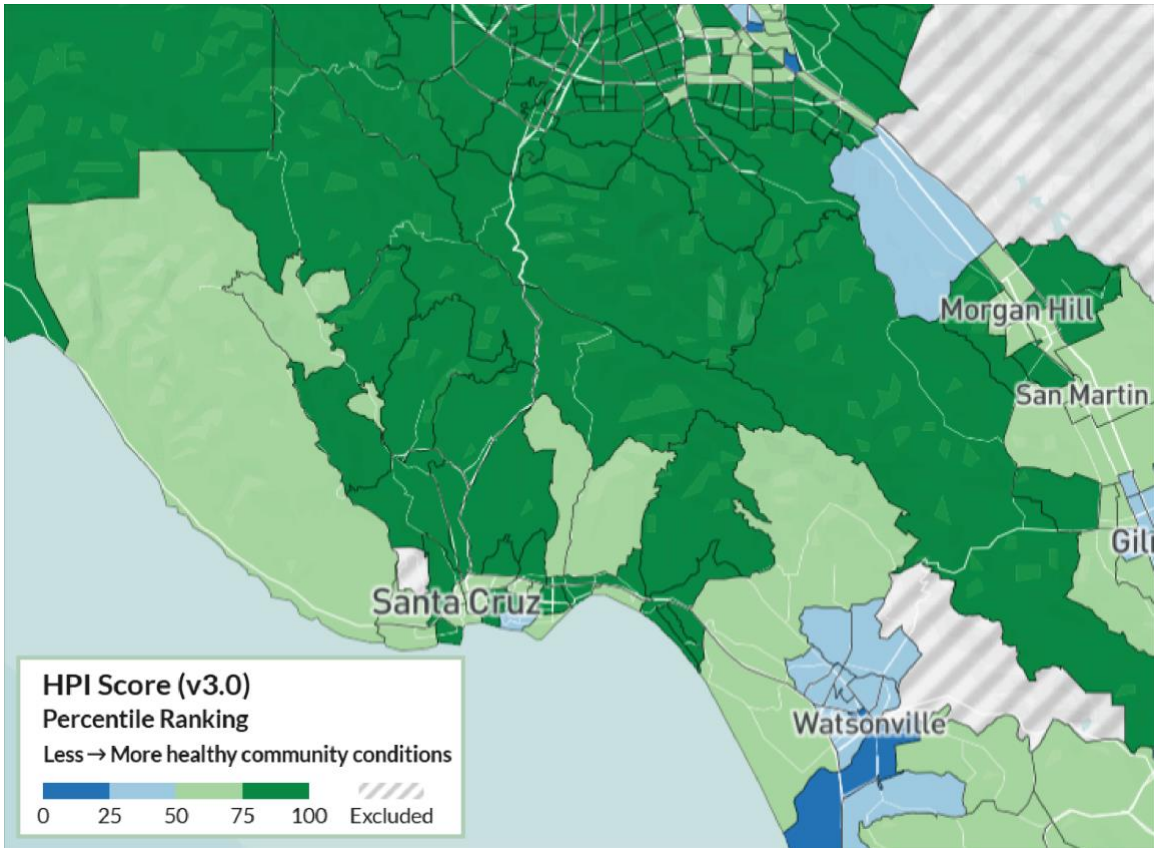 Morgan Hill
San Martin
Gilr
Santa Cruz
Watsonville
HPI Score (v3.0)
Percentile Ranking
Less → More healthy community conditions
0 25 50 75 100 Excluded